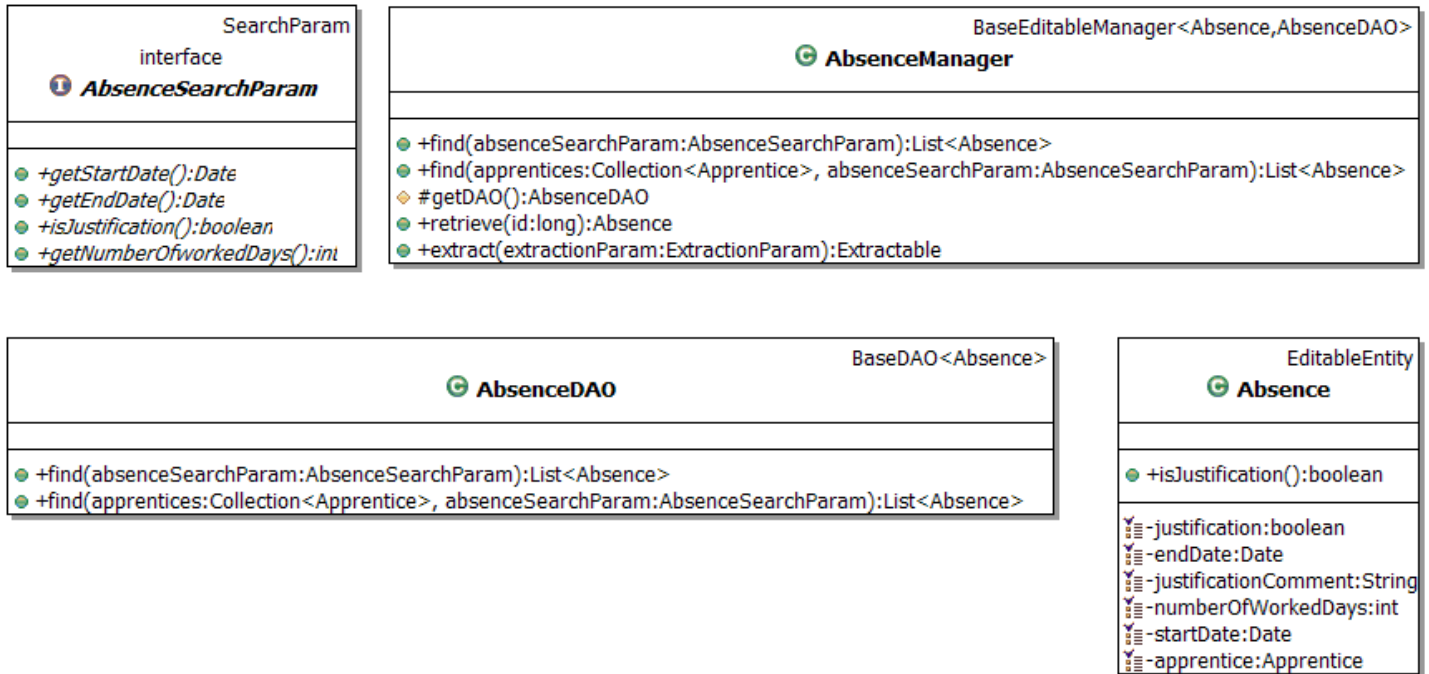 SearchParam
interface
AbsenceSearchParam
+getStartDate():Date
+getEndDate():Date
+isJustification():boolean
+getNumberOfworkedDays():int
BaseEditableManager<Absence,AbsenceDAO>
AbsenceManager
+find(absenceSearchParam:AbsenceSearchParam):List<Absence>
+find(apprentices:Collection<Apprentice>, absenceSearchParam:AbsenceSearchParam):List<Absence>
#getDAO():AbsenceDAO
+retrieve(id:long):Absence
+extract(extractionParam:ExtractionParam):Extractable
BaseDAO<Absence>
AbsenceDAO
+find(absenceSearchParam:AbsenceSearchParam):List<Absence>
+find(apprentices:Collection<Apprentice>, absenceSearchParam:AbsenceSearchParam):List<Absence>
EditableEntity
Absence
+isJustification():boolean
-justification:boolean
-endDate:Date
-justificationComment:String
-numberOfWorkedDays:int
-startDate:Date
-apprentice:Apprentice